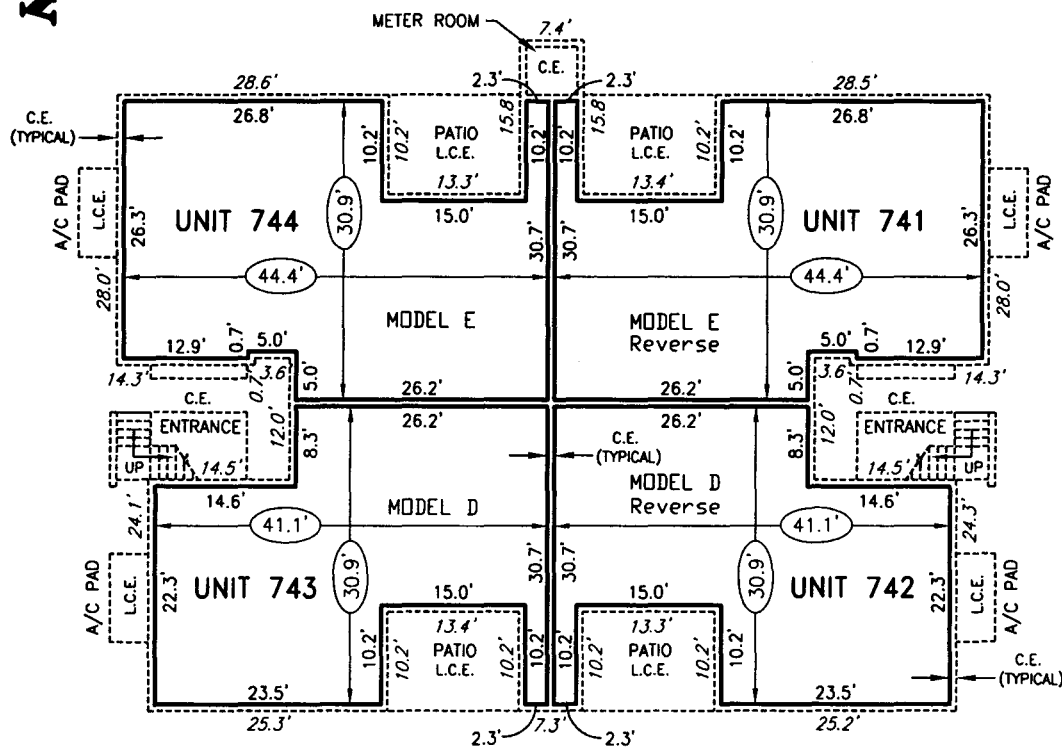 N
METER ROOM
7.4'
C.E.
28.6'
2.3'
2.3'
28.5'
C.E.
(TYPICAL)
26.8'
26.8'
10.2'
10.2'
PATIO
L.C.E.
15.8'
10.2'
10.2'
15.8'
PATIO
L.C.E.
10.2'
10.2'
13.3'
13.4'
15.0'
15.0'
A/C PAD
L.C.E.
26.3'
UNIT 744
30.9'
30.7'
30.7'
30.9'
UNIT 741
26.3'
L.C.E.
A/C PAD
44.4'
44.4'
28.0'
28.0'
MODEL E
MODEL E
Reverse
12.9'
0.7'
5.0'
5.0'
0.7'
12.9'
14.3'
3.6'
0.7'
5.0'
5.0'
3.6'
0.7'
14.3'
26.2'
26.2'
C.E.
C.E.
12.0'
12.0'
26.2'
26.2'
ENTRANCE
8.3'
8.3'
ENTRANCE
C.E.
(TYPICAL)
UP
14.5'
14.5'
UP
14.6'
MODEL D
MODEL D
Reverse
14.6'
24.1'
24.3'
41.1'
41.1'
A/C PAD
L.C.E.
22.3'
UNIT 743
30.9'
30.7'
30.7'
30.9'
UNIT 742
22.3'
L.C.E.
A/C PAD
15.0'
15.0'
13.4'
13.3'
10.2'
10.2'
PATIO
L.C.E.
10.2'
10.2'
10.2'
10.2'
PATIO
L.C.E.
10.2'
10.2'
C.E.
(TYPICAL)
23.5'
23.5'
25.3'
7.3'
25.2'
2.3'
2.3'